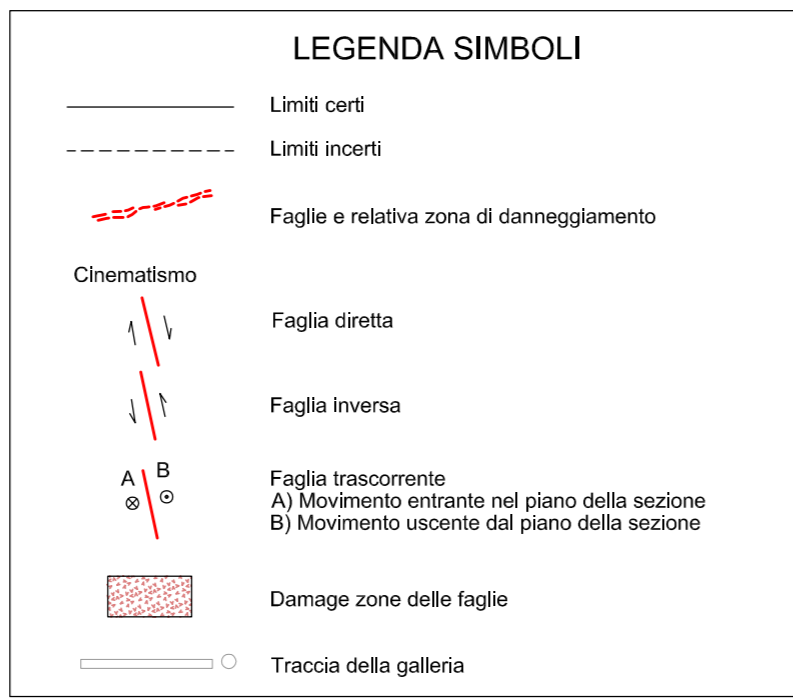 LEGENDA SIMBOLI
Limiti certi
Limiti incerti
Faglie e relativa zona di danneggiamento
Cinematismo
Faglia diretta
Faglia inversa
A B
Faglia trascorrente
A) Movimento entrante nel piano della sezione
B) Movimento uscente dal piano della sezione
Damage zone delle faglie
Traccia della galleria